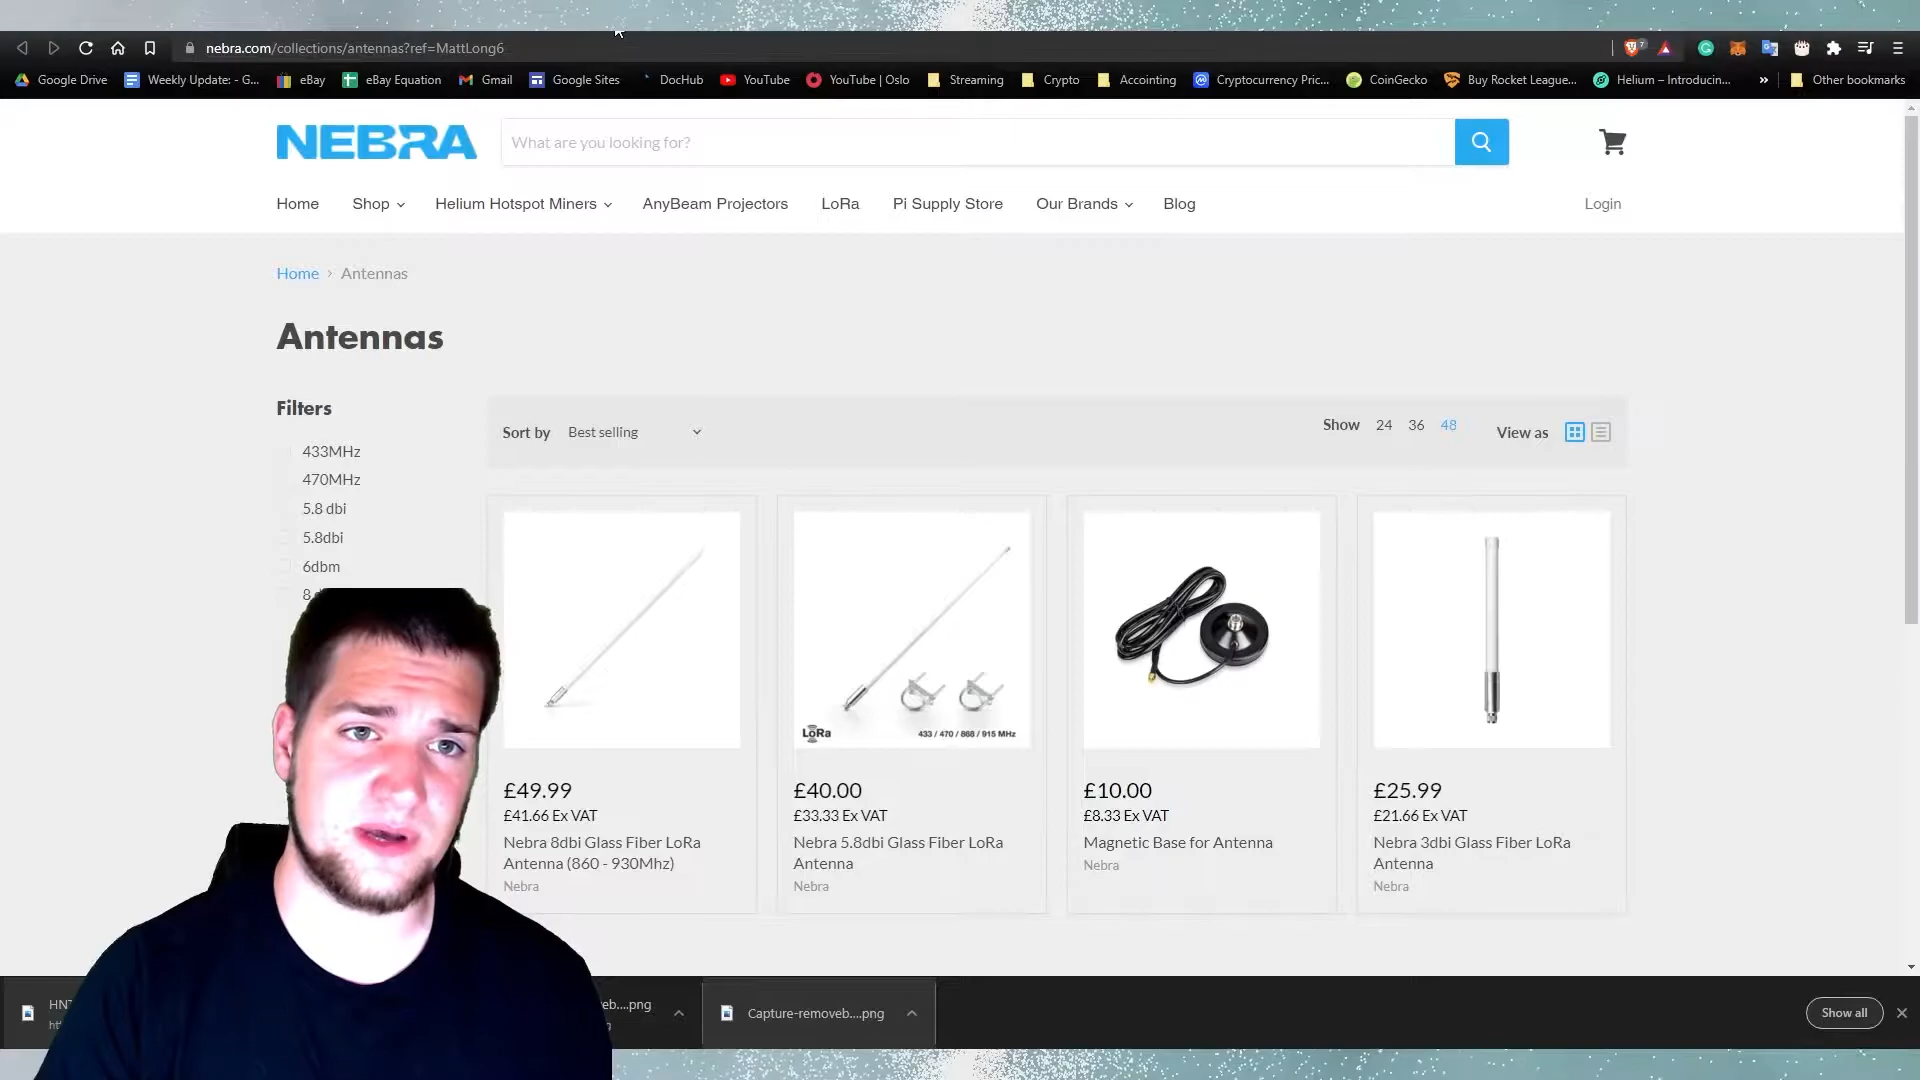 nebra.com/collections/antennas?ref=MattLong6
7
Google Drive
Weekly Update: - G...
eBay
eBay Equation
Gmail
Google Sites
DocHub
YouTube
YouTube | Oslo
Streaming
Crypto
Accointing
Cryptocurrency Pric...
CoinGecko
Buy Rocket League...
Helium – Introducin...
»
Other bookmarks
NEBRA
What are you looking for?
Home
Shop
Helium Hotspot Miners
AnyBeam Projectors
LoRa
Pi Supply Store
Our Brands
Blog
Login
Home › Antennas
Antennas
Filters
433MHz
470MHz
5.8 dbi
5.8dbi
6dbm
8
Sort by
Best selling
Show 24 36 48
View as
LoRa
433 / 470 / 868 / 915 MHz
£49.99
£41.66 Ex VAT
Nebra 8dbi Glass Fiber LoRa
Antenna (860 - 930Mhz)
Nebra
£40.00
£33.33 Ex VAT
Nebra 5.8dbi Glass Fiber LoRa
Antenna
Nebra
£10.00
£8.33 Ex VAT
Magnetic Base for Antenna
Nebra
£25.99
£21.66 Ex VAT
Nebra 3dbi Glass Fiber LoRa
Antenna
Nebra
HNT
eb....png
Capture-removeb....png
Show all